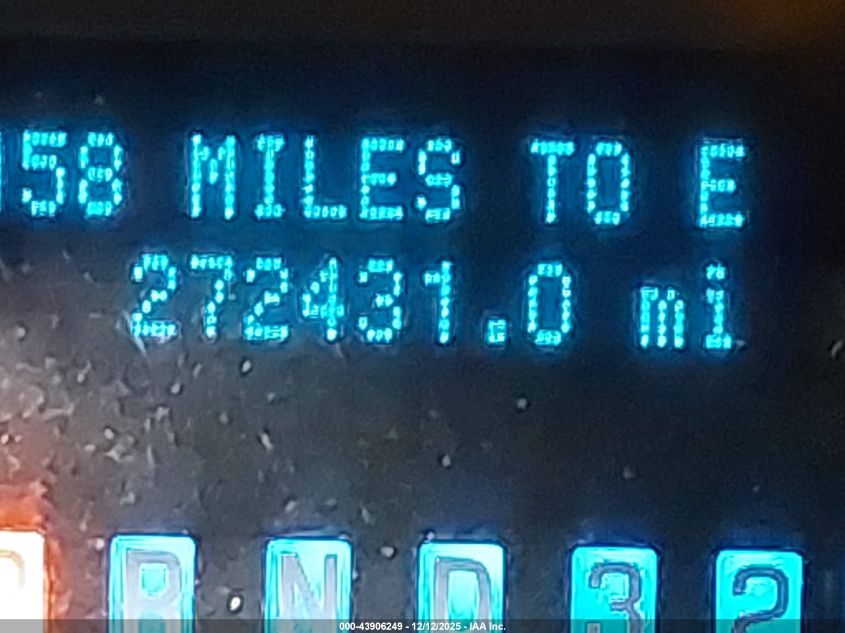 58 MILES TO E
272431.0 mi
P R N D 3 2
000-43906249 - 12/12/2025 - IAA Inc.